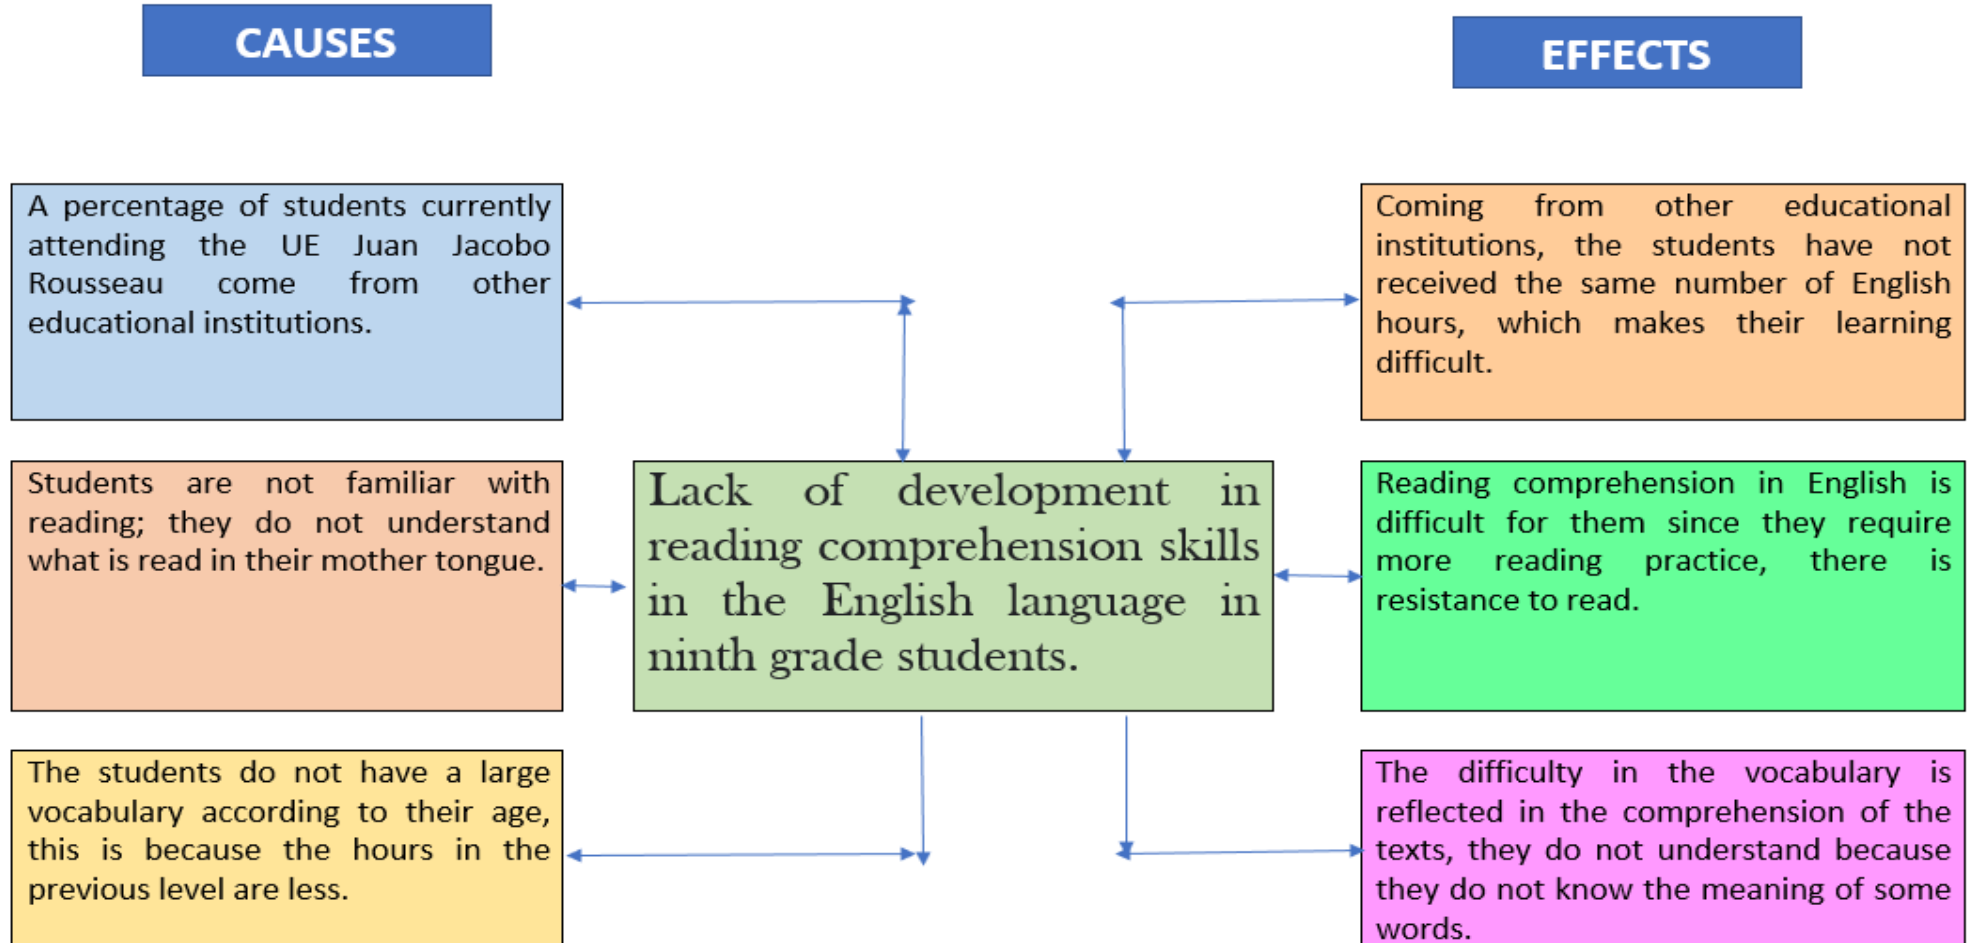 CAUSES
EFFECTS
A percentage of students currently
attending the UE Juan Jacobo
Rousseau come from other
educational institutions.
Coming from other educational
institutions, the students have not
received the same number of English
hours, which makes their learning
difficult.
Students are not familiar with
reading; they do not understand
what is read in their mother tongue.
Lack of development in
reading comprehension skills
in the English language in
ninth grade students.
Reading comprehension in English is
difficult for them since they require
more reading practice, there is
resistance to read.
The students do not have a large
vocabulary according to their age,
this is because the hours in the
previous level are less.
The difficulty in the vocabulary is
reflected in the comprehension of the
texts, they do not understand because
they do not know the meaning of some
words.